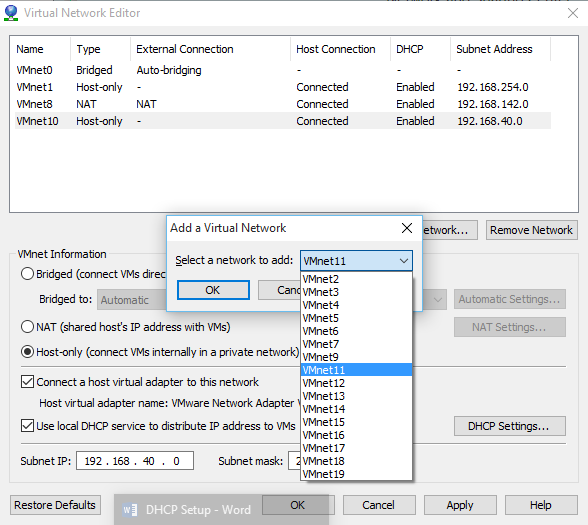 Virtual Network Editor
Name Type External Connection Host Connection DHCP Subnet Address
VMnet0 Bridged Auto-bridging - - -
VMnet1 Host-only - Connected Enabled 192.168.254.0
VMnet8 NAT NAT Connected Enabled 192.168.142.0
VMnet10 Host-only - Connected Enabled 192.168.40.0
etwork... Remove Network
Add a Virtual Network
Select a network to add: VMnet11
OK Canc
VMnet2
VMnet3
VMnet4
VMnet5
VMnet6
VMnet7
VMnet9
VMnet11
VMnet12
VMnet13
VMnet14
VMnet15
VMnet16
VMnet17
VMnet18
VMnet19
VMnet Information
Bridged (connect VMs direc
Bridged to: Automatic Automatic Settings...
NAT (shared host's IP address with VMs) NAT Settings...
Host-only (connect VMs internally in a private network)
Connect a host virtual adapter to this network
Host virtual adapter name: VMware Network Adapter V
Use local DHCP service to distribute IP address to VMs DHCP Settings...
Subnet IP: 192 . 168 . 40 . 0 Subnet mask: 2
Restore Defaults OK Cancel Apply Help
DHCP Setup - Word